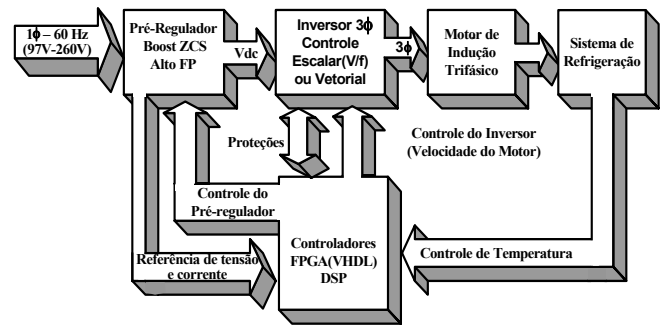 1ϕ – 60 Hz
(97V-260V)
Pré-Regulador
Boost ZCS
Alto FP
Vdc
Inversor 3ϕ
Controle
Escalar(V/f)
ou Vetorial
3ϕ
Motor de
Indução
Trifásico
Sistema de
Refrigeração
Proteções
Controle do Inversor
(Velocidade do Motor)
Controle do
Pré-regulador
Referência de tensão
e corrente
Controladores
FPGA(VHDL)
DSP
Controle de Temperatura